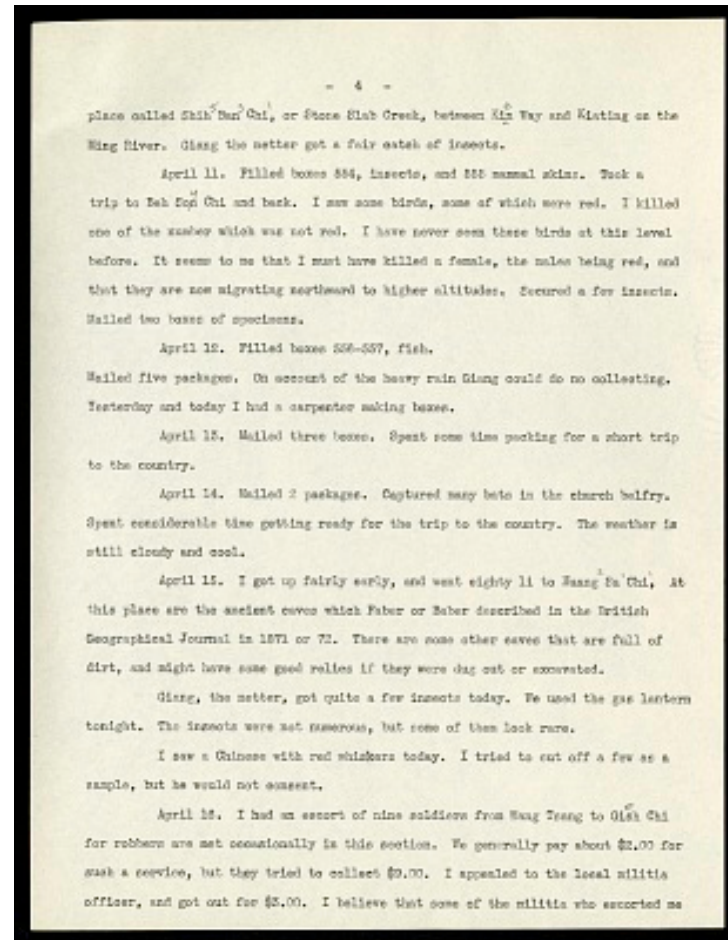 - 4 -
place called Shih Ban Chi, or Stone Slab Creek, between Kin Way and Kiating on the
Ming River. Giang the netter got a fair catch of insects.
April 11. Filled boxes 554, insects, and 555 mammal skins. Took a
trip to Beh Chi and back. I saw some birds, some of which were red. I killed
one of the number which was not red. I have never seen these birds at this level
before. It seems to me that I must have killed a female, the males being red, and
that they are now migrating northward to higher altitudes. Secured a few insects.
Mailed two boxes of specimens.
April 12. Filled boxes 556-557, fish.
Mailed five packages. On account of the heavy rain Giang could do no collecting.
Yesterday and today I had a carpenter making boxes.
April 13. Mailed three boxes. Spent some time packing for a short trip
to the country.
April 14. Mailed 2 packages. Captured many bats in the church belfry.
Spent considerable time getting ready for the trip to the country. The weather is
still cloudy and cool.
April 15. I got up fairly early, and went eighty li to Chi, At
this place are the ancient caves which Faber or Baber described in the British
Geographical Journal in 1871 or 72. There are some other caves that are full of
dirt, and might have some good relics if they were dug out or excavated.
Giang, the netter, got quite a few insects today. We used the gas lantern
tonight. The insects were not numerous, but some of them look rare.
I saw a Chinese with red whiskers today. I tried to cut off a few as a
sample, but he would not consent.
April 16. I had an escort of nine soldiers from Tsang to Chi
for robbers are met occasionally in this section. We generally pay about $2.00 for
such a service, but they tried to collect $9.00. I appealed to the local militia
officer, and got out for $3.00. I believe that some of the militia who escorted me